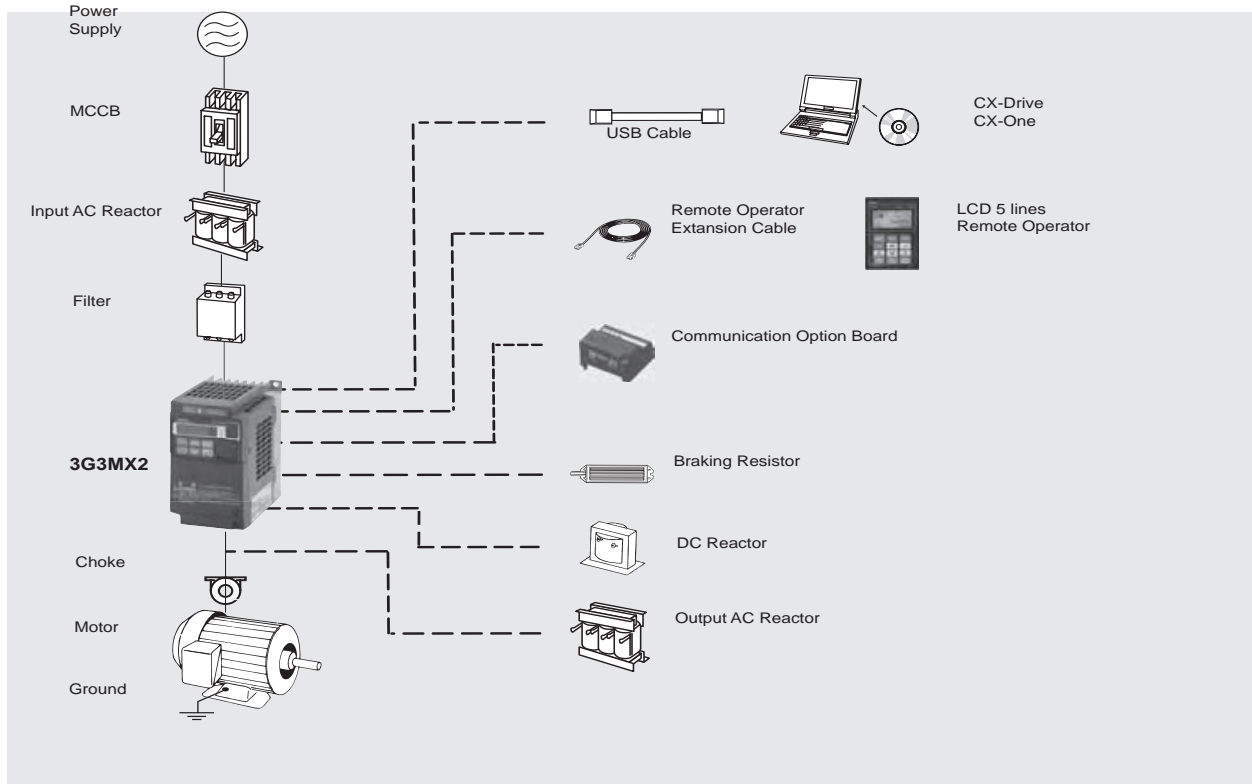 Power
Supply
MCCB
Input AC Reactor
Filter
3G3MX2
Choke
Motor
Ground
USB Cable
CX-Drive
CX-One
Remote Operator
Extansion Cable
LCD 5 lines
Remote Operator
Communication Option Board
Braking Resistor
DC Reactor
Output AC Reactor